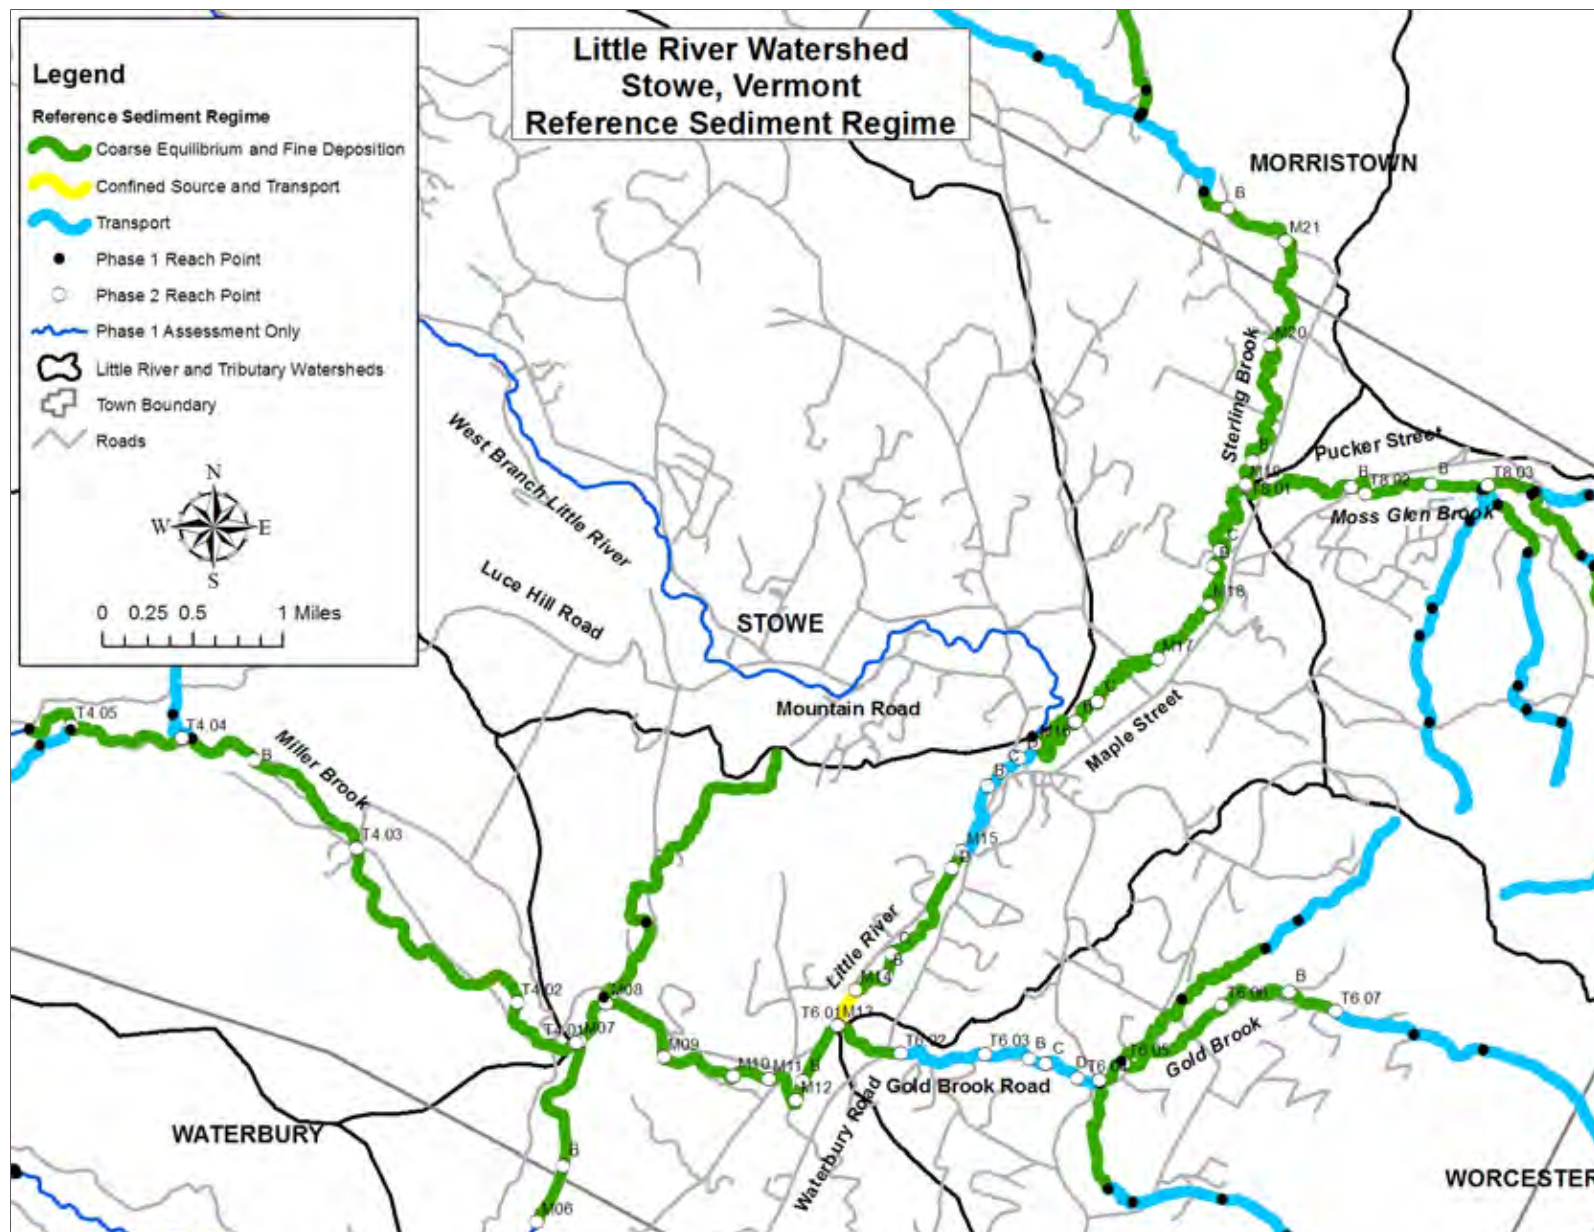 Little River Watershed
Stowe, Vermont
Reference Sediment Regime
Legend
Reference Sediment Regime
Coarse Equilibrium and Fine Deposition
Confined Source and Transport
Transport
Phase 1 Reach Point
Phase 2 Reach Point
Phase 1 Assessment Only
Little River and Tributary Watersheds
Town Boundary
Roads
N
W
E
S
0 0.25 0.5 1 Miles
MORRISTOWN
B
M21
M20
Sterling Brook
B
M19
T8.01
Pucker Street
B
T8.02
B
T8.03
Moss Glen Brook
C
B
M18
M17
C
B
M16
Maple Street
West Branch Little River
Luce Hill Road
STOWE
Mountain Road
D
C
B
M15
D
Little River
C
B
M14
M13
T6.01
T4.05
T4.04
B
Miller Brook
T4.03
T4.02
T4.01
M07
M08
M09
M10
M11
B
M12
T6.02
T6.03
B
C
D
T6.04
T6.05
T6.06
B
T6.07
Gold Brook
Gold Brook Road
Waterbury Road
WATERBURY
B
M06
WORCESTER